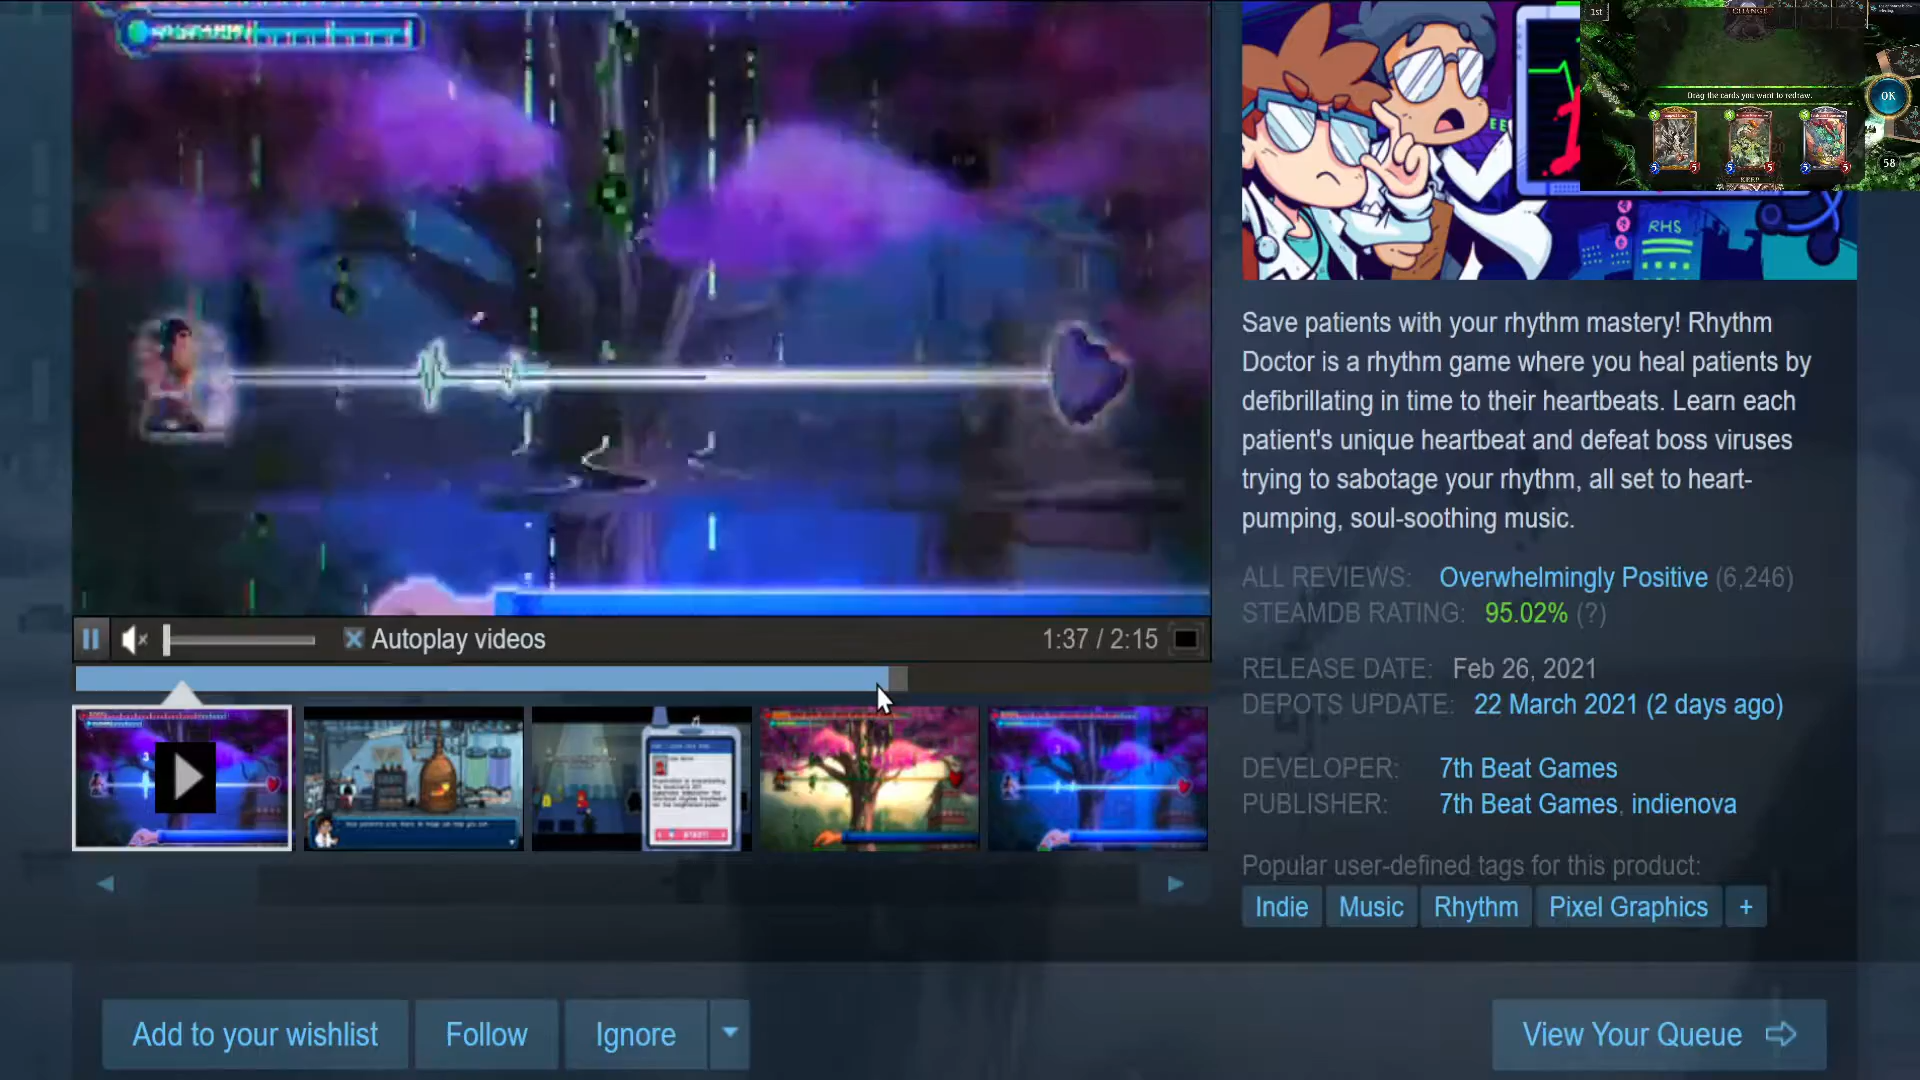 1st
CHANGE
Drag the cards you want to redraw.
OK
58
KEEP
RHS
Save patients with your rhythm mastery! Rhythm
Doctor is a rhythm game where you heal patients by
defibrillating in time to their heartbeats. Learn each
patient's unique heartbeat and defeat boss viruses
trying to sabotage your rhythm, all set to heart-
pumping, soul-soothing music.
ALL REVIEWS: Overwhelmingly Positive (6,246)
STEAMDB RATING: 95.02% (?)
RELEASE DATE: Feb 26, 2021
DEPOTS UPDATE: 22 March 2021 (2 days ago)
DEVELOPER: 7th Beat Games
PUBLISHER: 7th Beat Games, indienova
Popular user-defined tags for this product:
Indie Music Rhythm Pixel Graphics +
Autoplay videos
1:37 / 2:15
Add to your wishlist
Follow
Ignore
View Your Queue